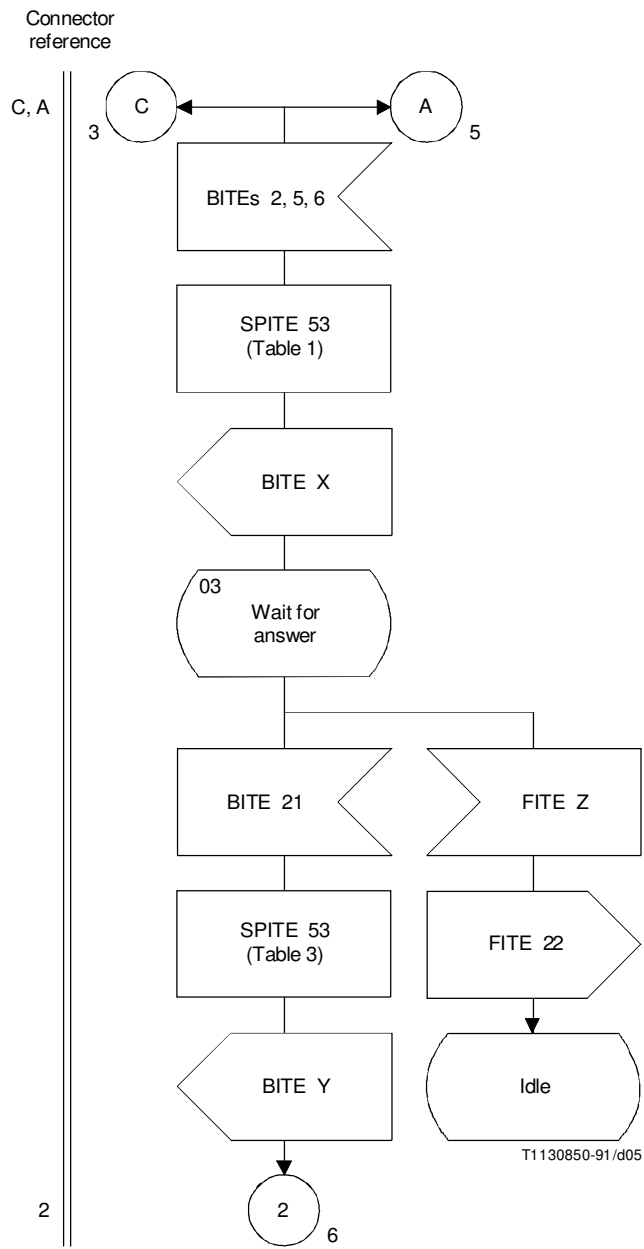 Connector
reference
C, A
C
A
3
5
BITEs 2, 5, 6
SPITE 53
(Table 1)
BITE X
03
Wait for
answer
BITE 21
FITE Z
SPITE 53
(Table 3)
FITE 22
BITE Y
Idle
T1130850-91/d05
2
2
6